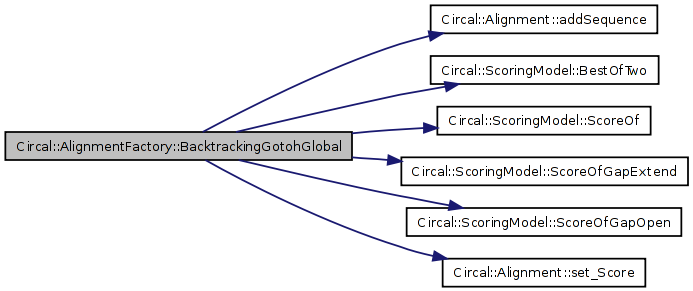 Circal::Alignment::addSequence
Circal::ScoringModel::BestOfTwo
Circal::ScoringModel::ScoreOf
Circal::AlignmentFactory::BacktrackingGotohGlobal
Circal::ScoringModel::ScoreOfGapExtend
Circal::ScoringModel::ScoreOfGapOpen
Circal::Alignment::set_Score